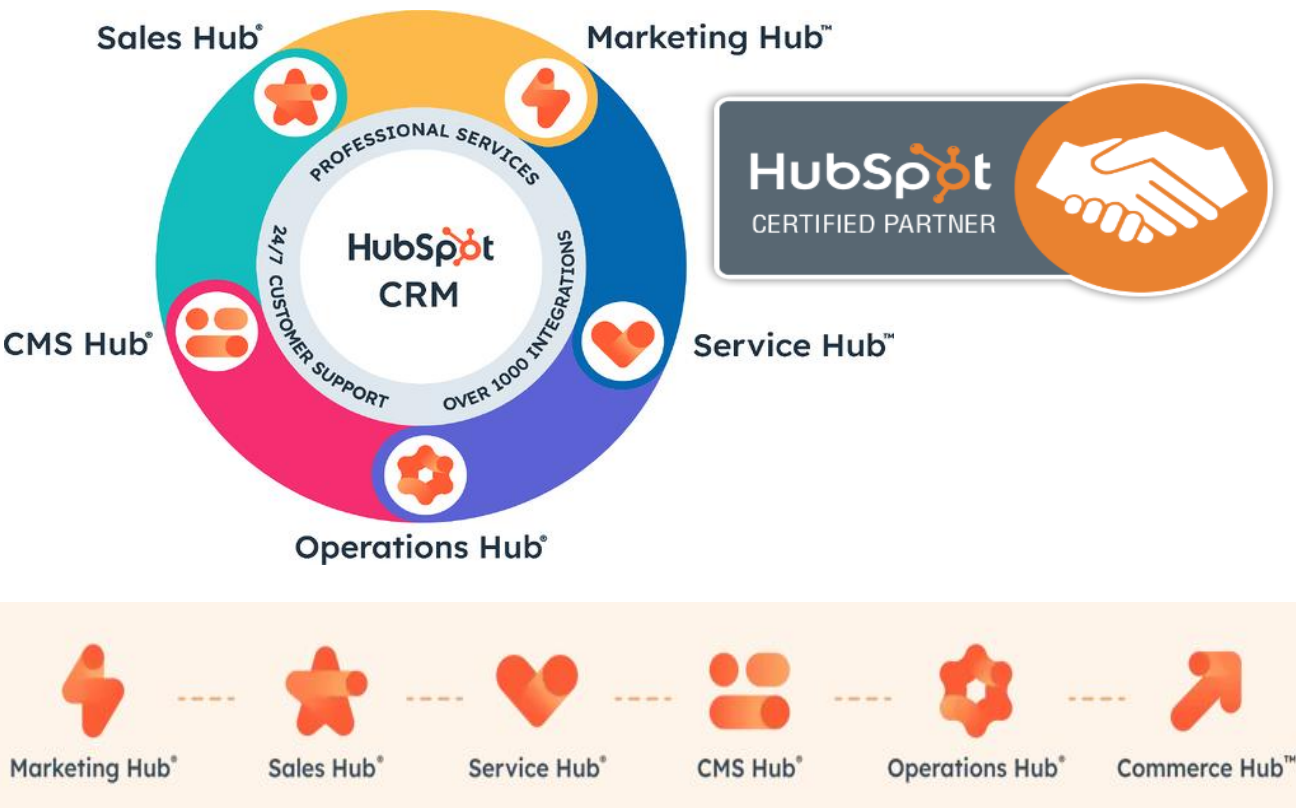 Sales Hub®
Marketing Hub™
PROFESSIONAL SERVICES
24/7 CUSTOMER SUPPORT
OVER 1000 INTEGRATIONS
HubSpot
CRM
CMS Hub®
Service Hub™
Operations Hub®
HubSpot
CERTIFIED PARTNER
Marketing Hub®
Sales Hub®
Service Hub®
CMS Hub®
Operations Hub®
Commerce Hub™